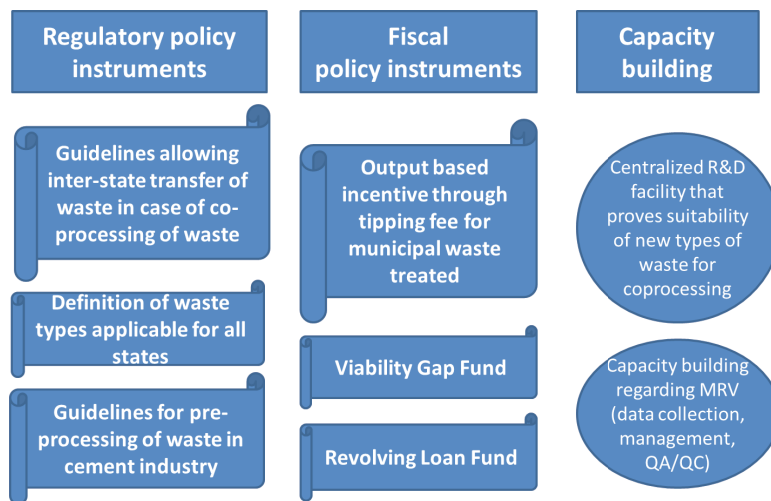 Regulatory policy
instruments
Guidelines allowing
inter-state transfer of
waste in case of co-
processing of waste
Definition of waste
types applicable for all
states
Guidelines for pre-
processing of waste in
cement industry
Fiscal
policy instruments
Output based
incentive through
tipping fee for
municipal waste
treated
Viability Gap Fund
Revolving Loan Fund
Capacity
building
Centralized R&D
facility that
proves suitability
of new types of
waste for
coprocessing
Capacity building
regarding MRV
(data collection,
management,
QA/QC)